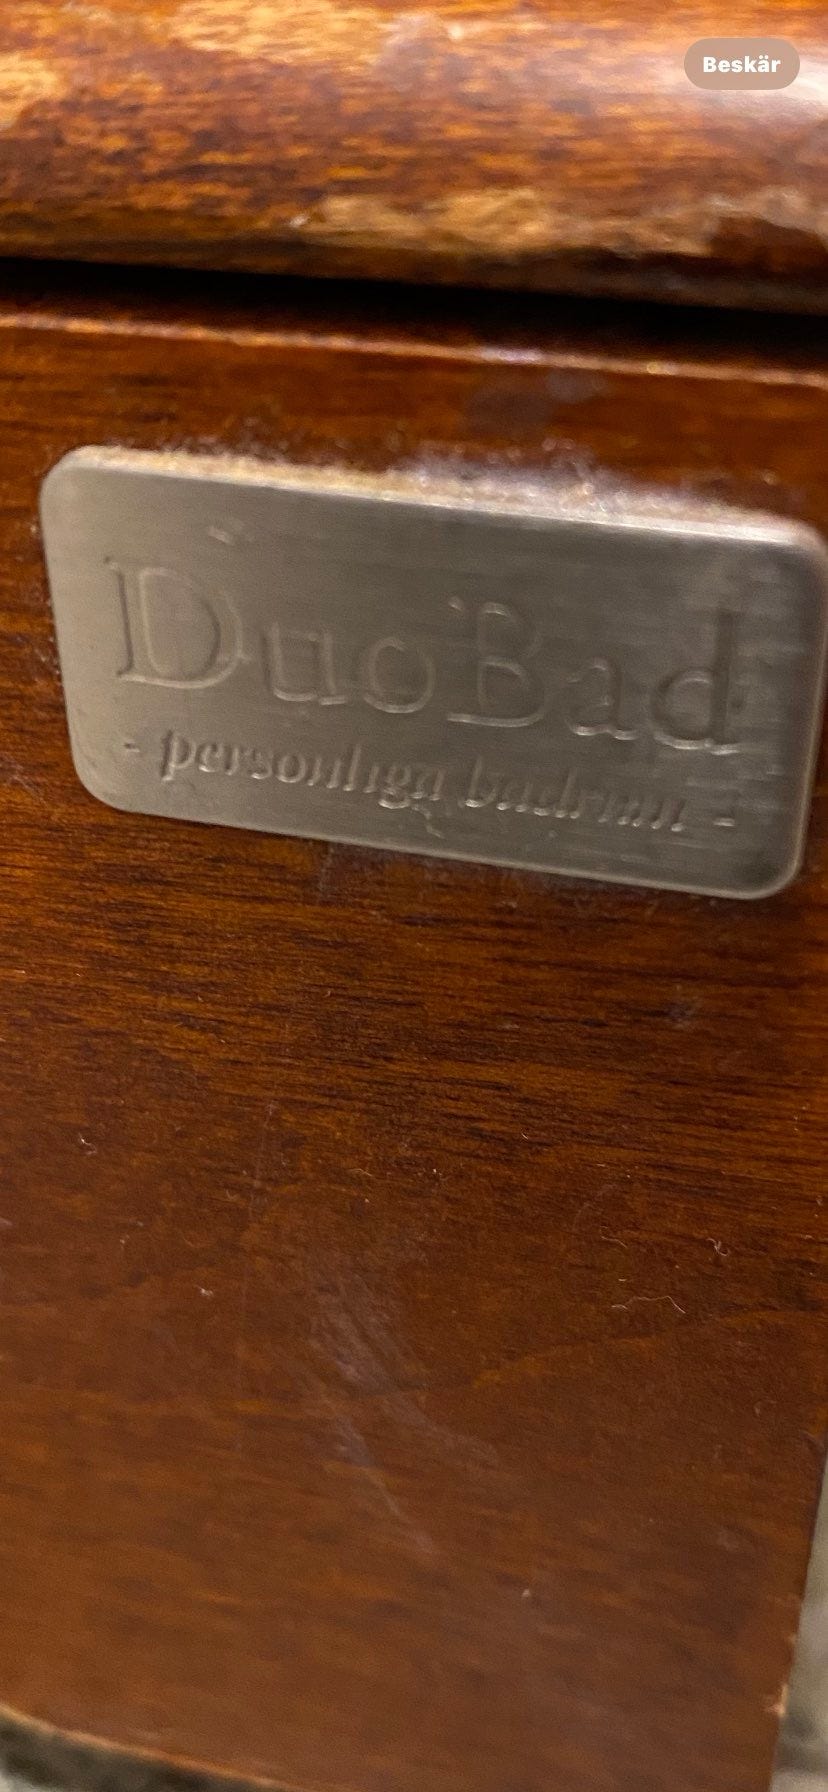 Beskär
DuoBad
- personliga badrum -